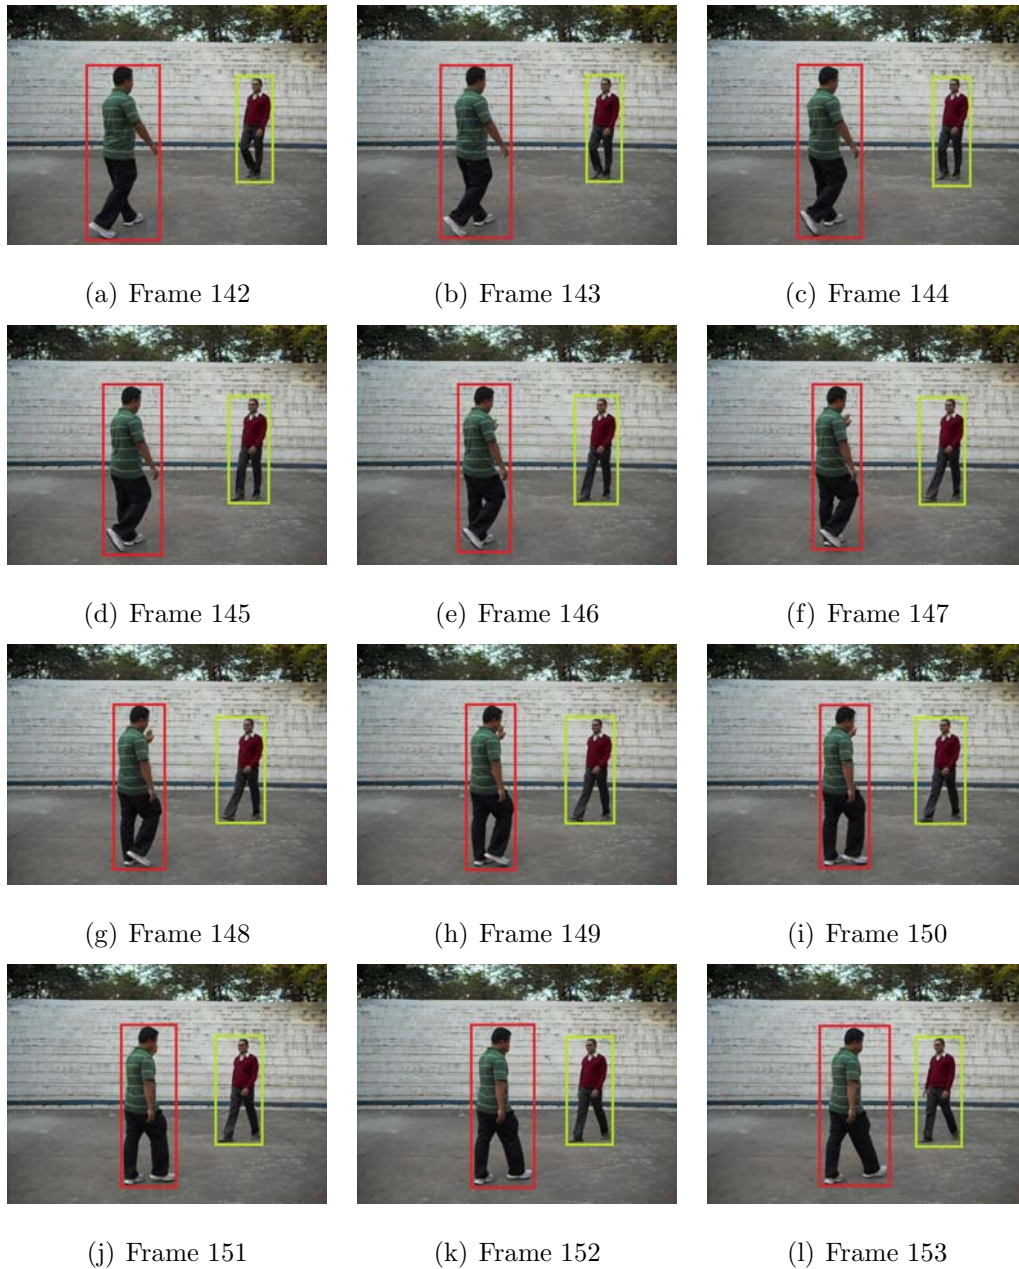 (a) Frame 142
(b) Frame 143
(c) Frame 144
(d) Frame 145
(e) Frame 146
(f) Frame 147
(g) Frame 148
(h) Frame 149
(i) Frame 150
(j) Frame 151
(k) Frame 152
(l) Frame 153